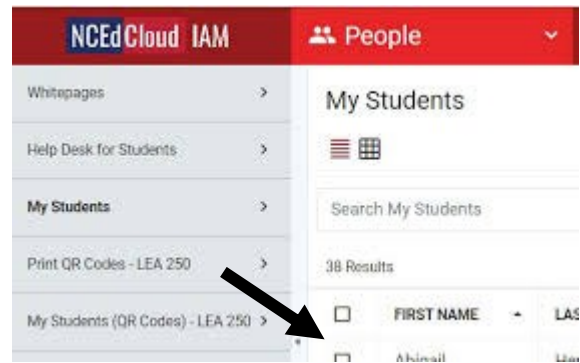 NCEdCloud IAM
People
Whitepages
Help Desk for Students
My Students
Print QR Codes - LEA 250
My Students (QR Codes) - LEA 250
My Students
Search My Students
38 Results
FIRST NAME
LAS
Abigail